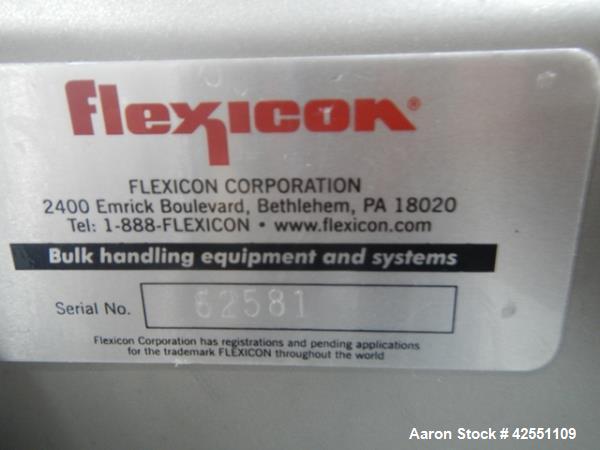 flexicon®
FLEXICON CORPORATION
2400 Emrick Boulevard, Bethlehem, PA 18020
Tel: 1-888-FLEXICON • www.flexicon.com
Bulk handling equipment and systems
Serial No. 62581
Flexicon Corporation has registrations and pending applications
for the trademark FLEXICON throughout the world
Aaron Stock # 42551109